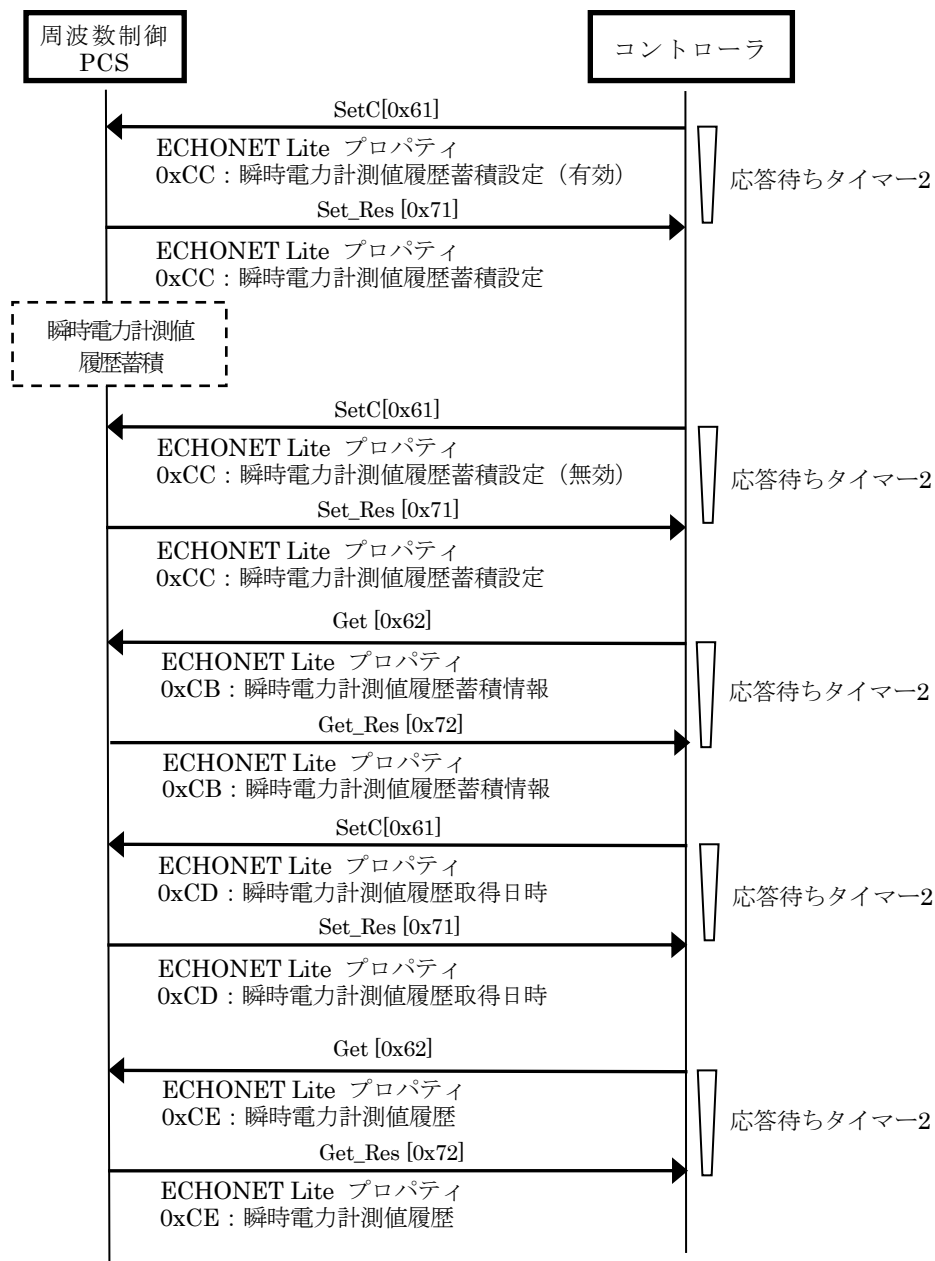 周波数制御
PCS
コントローラ
SetC[0x61]
ECHONET Lite プロパティ
0xCC：瞬時電力計測値履歴蓄積設定（有効）
応答待ちタイマー2
Set_Res [0x71]
ECHONET Lite プロパティ
0xCC：瞬時電力計測値履歴蓄積設定
瞬時電力計測値
履歴蓄積
SetC[0x61]
ECHONET Lite プロパティ
0xCC：瞬時電力計測値履歴蓄積設定（無効）
応答待ちタイマー2
Set_Res [0x71]
ECHONET Lite プロパティ
0xCC：瞬時電力計測値履歴蓄積設定
Get [0x62]
ECHONET Lite プロパティ
0xCB：瞬時電力計測値履歴蓄積情報
応答待ちタイマー2
Get_Res [0x72]
ECHONET Lite プロパティ
0xCB：瞬時電力計測値履歴蓄積情報
SetC[0x61]
ECHONET Lite プロパティ
0xCD：瞬時電力計測値履歴取得日時
応答待ちタイマー2
Set_Res [0x71]
ECHONET Lite プロパティ
0xCD：瞬時電力計測値履歴取得日時
Get [0x62]
ECHONET Lite プロパティ
0xCE：瞬時電力計測値履歴
応答待ちタイマー2
Get_Res [0x72]
ECHONET Lite プロパティ
0xCE：瞬時電力計測値履歴